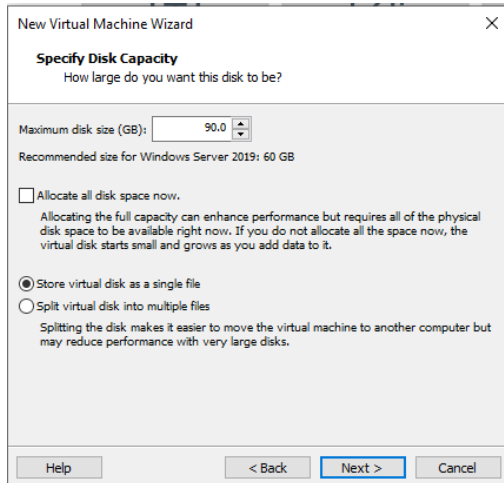 New Virtual Machine Wizard
Specify Disk Capacity
How large do you want this disk to be?
Maximum disk size (GB): 90.0
Recommended size for Windows Server 2019: 60 GB
Allocate all disk space now.
Allocating the full capacity can enhance performance but requires all of the physical
disk space to be available right now. If you do not allocate all the space now, the
virtual disk starts small and grows as you add data to it.
Store virtual disk as a single file
Split virtual disk into multiple files
Splitting the disk makes it easier to move the virtual machine to another computer but
may reduce performance with very large disks.
Help < Back Next > Cancel